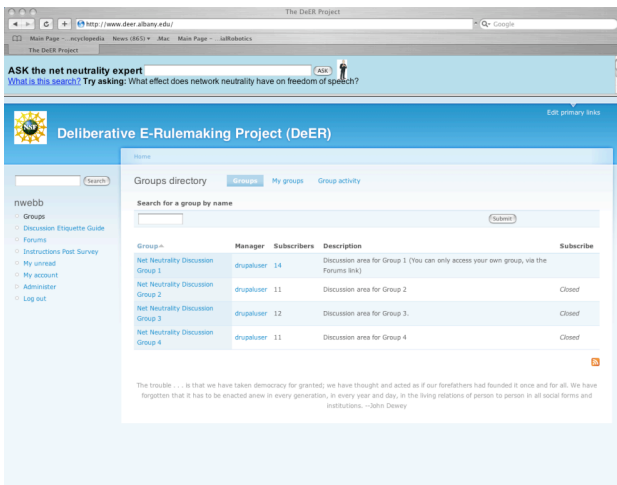 The DeER Project
http://www.deer.albany.edu/
Google
Main Page - ...ncyclopedia News (865) .Mac Main Page - ...ialRobotics
The DeER Project
ASK the net neutrality expert ASK
What is this search? Try asking: What effect does network neutrality have on freedom of speech?
Edit primary links
NSF
Deliberative E-Rulemaking Project (DeER)
Home
Search
Groups directory Groups My groups Group activity
nwebb
Groups
Discussion Etiquette Guide
Forums
Instructions Post Survey
My unread
My account
Administer
Log out
Search for a group by name
Submit
Group Manager Subscribers Description Subscribe
Net Neutrality Discussion
Group 1
drupaluser 14
Discussion area for Group 1 (You can only access your own group, via the
Forums link)
Net Neutrality Discussion
Group 2
drupaluser 11 Discussion area for Group 2 Closed
Net Neutrality Discussion
Group 3
drupaluser 12 Discussion area for Group 3. Closed
Net Neutrality Discussion
Group 4
drupaluser 11 Discussion area for Group 4 Closed
The trouble . . . is that we have taken democracy for granted; we have thought and acted as if our forefathers had founded it once and for all. We have
forgotten that it has to be enacted anew in every generation, in every year and day, in the living relations of person to person in all social forms and
institutions. --John Dewey